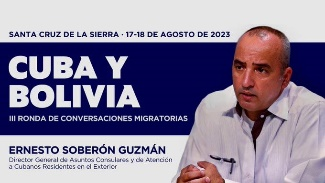 SANTA CRUZ DE LA SIERRA · 17-18 DE AGOSTO DE 2023
CUBA Y
BOLIVIA
III RONDA DE CONVERSACIONES MIGRATORIAS
ERNESTO SOBERÓN GUZMÁN
Director General de Asuntos Consulares y de Atención
a Cubanos Residentes en el Exterior